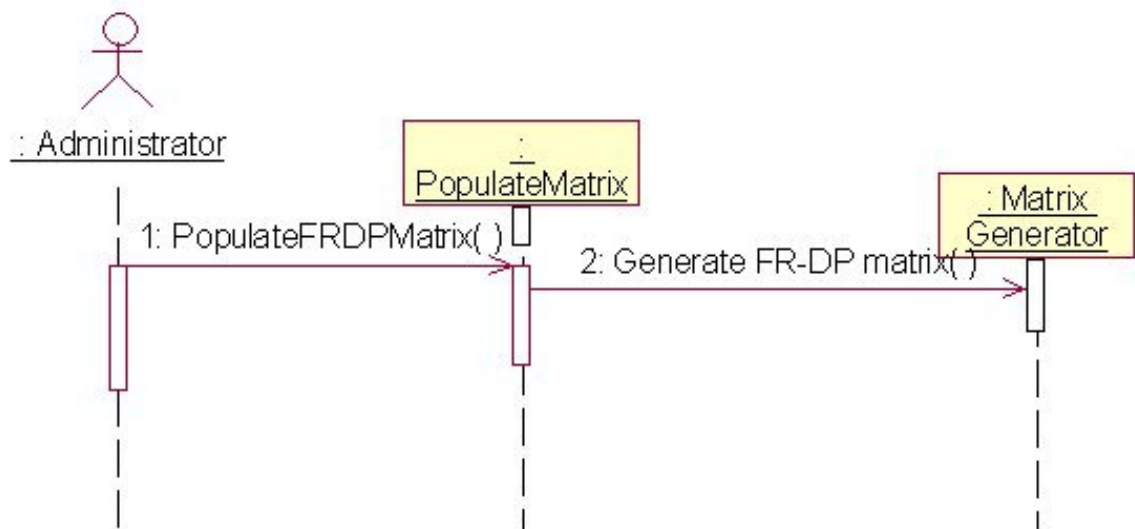 : Administrator
:
PopulateMatrix
: Matrix
Generator
1: PopulateFRDPMatrix( )
2: Generate FR-DP matrix( )